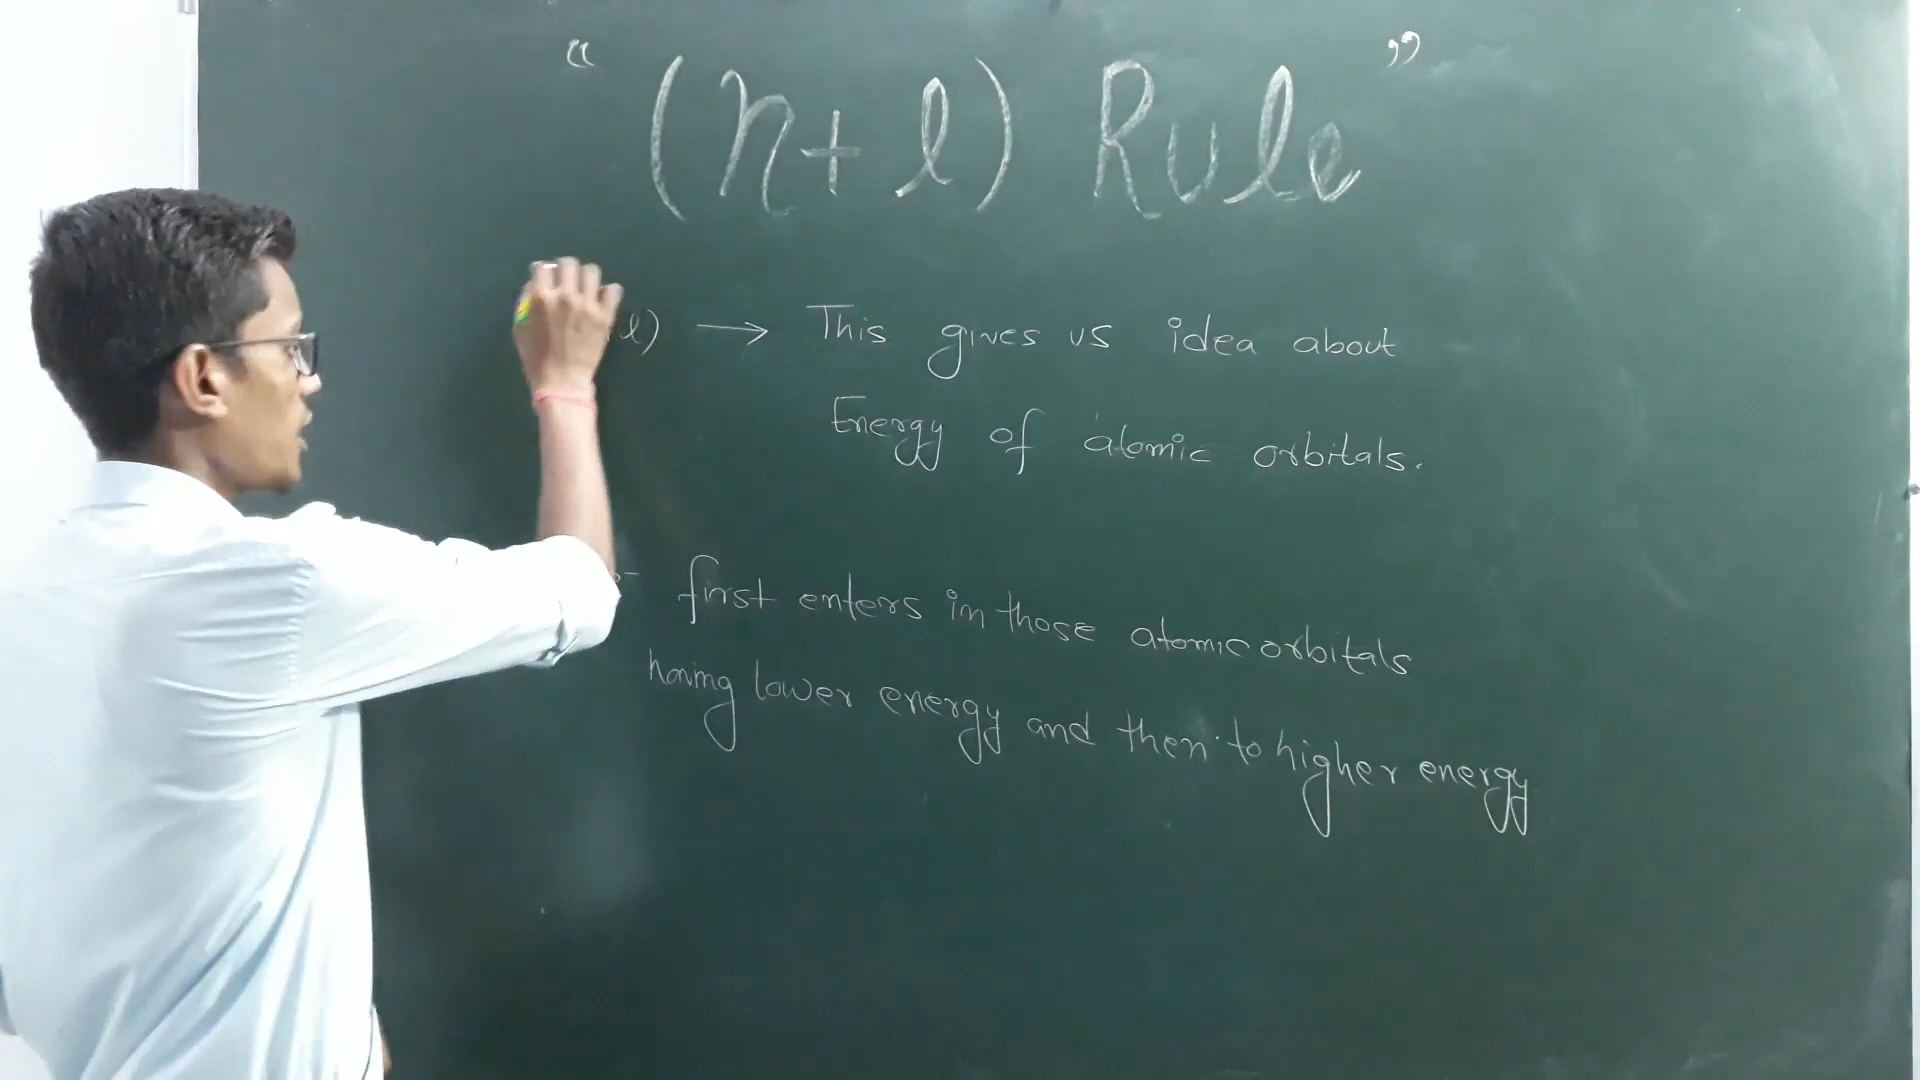 “ (n+l) Rule ”
l) → This gives us idea about
Energy of atomic orbitals.
e- first enters in those atomic orbitals
having lower energy and then to higher energy